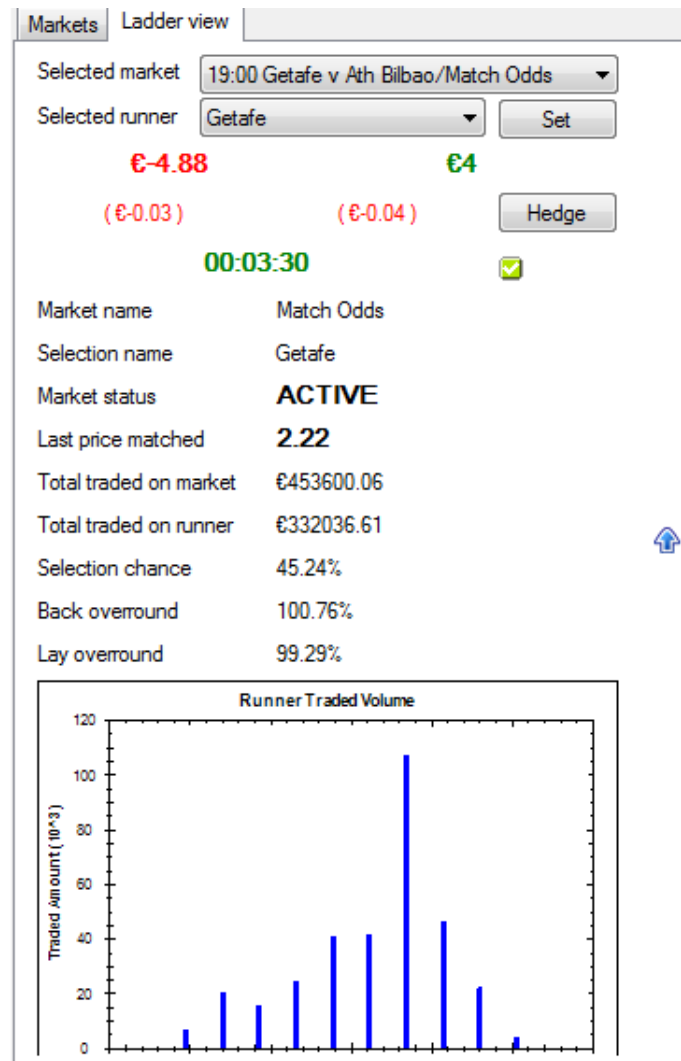 Markets Ladder view
Selected market 19:00 Getafe v Ath Bilbao/Match Odds
Selected runner Getafe Set
€-4.88 €4
( €-0.03 ) ( €-0.04 ) Hedge
00:03:30
Market name Match Odds
Selection name Getafe
Market status ACTIVE
Last price matched 2.22
Total traded on market €453600.06
Total traded on runner €332036.61
Selection chance 45.24%
Back overround 100.76%
Lay overround 99.29%
Runner Traded Volume
Traded Amount ( 10^3 )
120
100
80
60
40
20
0